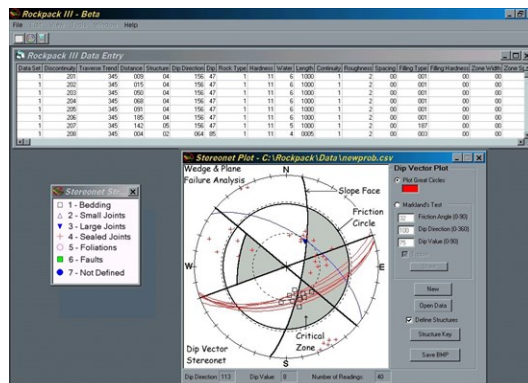 Rockpack III - Beta
File Help
Rockpack III Data Entry
Data Set Discontinuity Traverse Trend Distance Structure Dip Direction Dip Rock Type Hardness Water Length Continuity Roughness Spacing Filling Type Filling Hardness Zone Width
1 201 345 009 04 156 47 1 11 6 1000 1 2 00 001 00 00
1 202 345 015 04 156 47 1 11 6 1000 1 2 00 001 00 00
1 203 345 050 04 156 47 1 11 6 1000 1 2 00 001 00 00
1 204 345 068 04 156 47 1 11 6 1000 1 2 00 001 00 00
1 205 345 091 04 156 47 1 11 6 1000 1 2 00 001 00 00
1 206 345 185 04 156 47 1 11 6 1000 1 2 00 001 00 00
1 207 345 142 05 156 47 1 11 5 1000 1 2 00 187 00 00
1 208 345 004 02 064 85 1 11 4 0005 1 2 00 003 00 00
Stereonet Str...
1 - Bedding
2 - Small Joints
3 - Large Joints
4 - Sealed Joints
5 - Foliations
6 - Faults
7 - Not Defined
Stereonet Plot - C:\Rockpack\Data\newprob.csv
Wedge & Plane
Failure Analysis
N
Slope Face
Friction
Circle
W
E
Critical
Zone
Dip Vector
Stereonet
S
Dip Vector Plot
Plot Great Circles
Markland's Test
Friction Angle (0-90)
100 Dip Direction (0-360)
Dip Value (0-90)
New
Open Data
Define Structures
Structure Key
Save BMP
Dip Direction: 113 Dip Value: 8 Number of Readings: 40